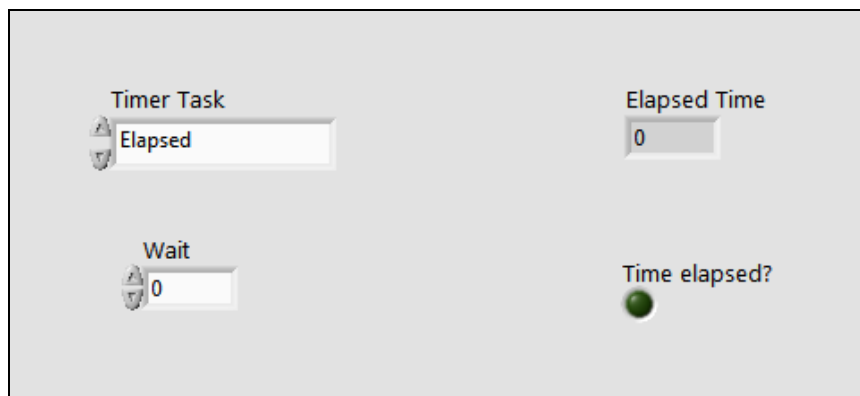 Timer Task
Elapsed Time
Elapsed
0
Wait
0
Time elapsed?